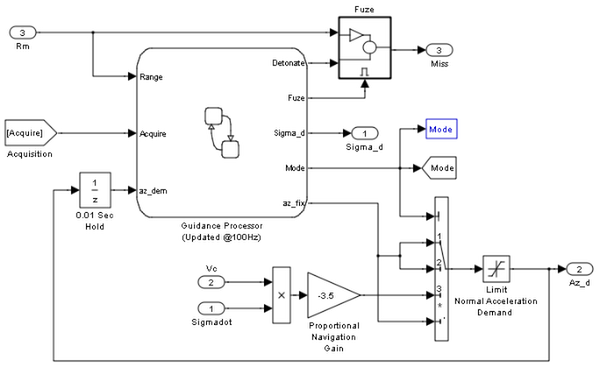 Fuze
3
Rm
Detonate
3
Miss
Range
Fuze
[Acquire]
Acquire
Acquisition
Sigma_d
1
Sigma_d
Mode
Mode
Mode
1
z
az_dem
0.01 Sec
Hold
az_fix
Guidance Processor
(Updated @100Hz)
1
2
3
*
Vc
2
×
-3.5
1
Sigmadot
Proportional
Navigation
Gain
Limit
Normal Acceleration
Demand
2
Az_d